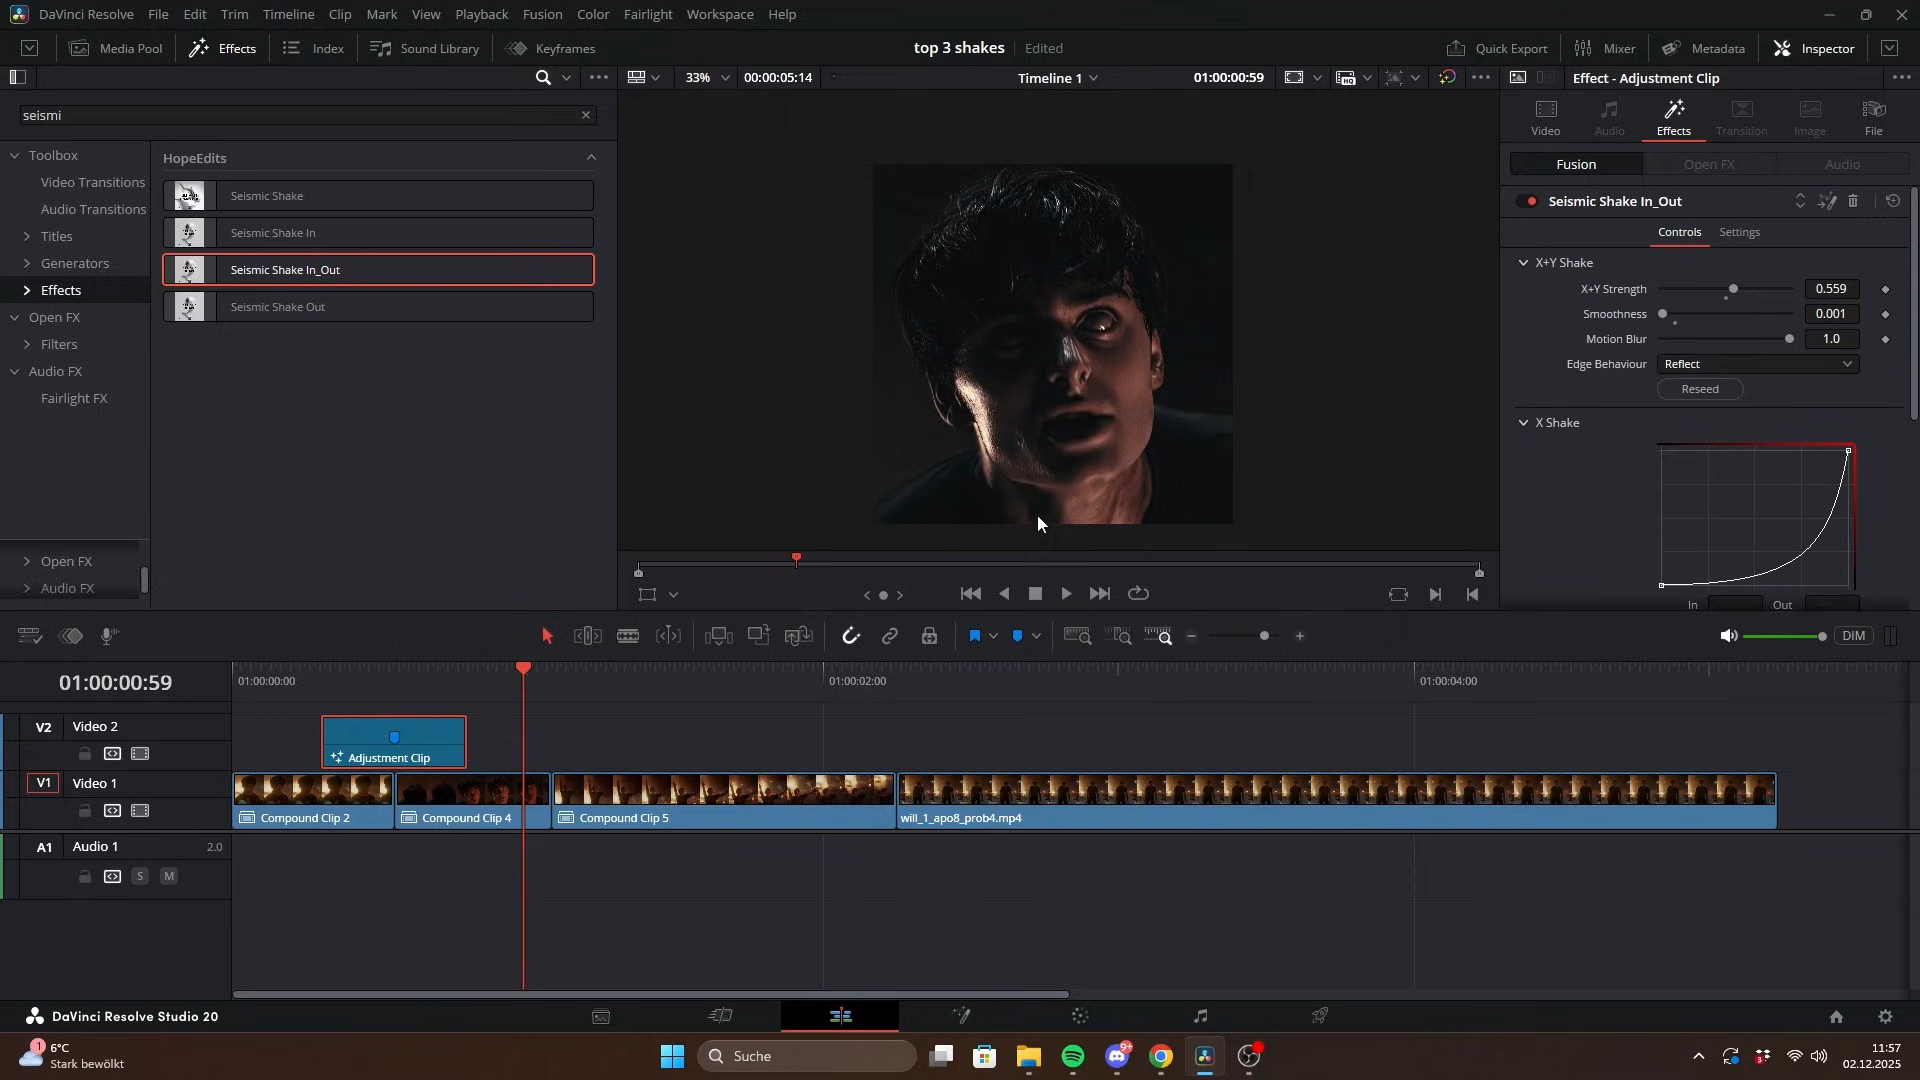 DaVinci Resolve File Edit Trim Timeline Clip Mark View Playback Fusion Color Fairlight Workspace Help
Media Pool Effects Index Sound Library Keyframes top 3 shakes Edited Quick Export Mixer Metadata Inspector
33% 00:00:05:14 Timeline 1 01:00:00:59 Effect - Adjustment Clip
seismi
Video Audio Effects Transition Image File
Toolbox
Video Transitions
Audio Transitions
Titles
Generators
Effects
Open FX
Filters
Audio FX
Fairlight FX
Open FX
Audio FX
HopeEdits
Seismic Shake
Seismic Shake In
Seismic Shake In_Out
Seismic Shake Out
Fusion Open FX Audio
Seismic Shake In_Out
Controls Settings
X+Y Shake
X+Y Strength 0.559
Smoothness 0.001
Motion Blur 1.0
Edge Behaviour Reflect
Reseed
X Shake
In Out
DIM
01:00:00:59
01:00:00:00 01:00:02:00 01:00:04:00
V2 Video 2
Adjustment Clip
V1 Video 1
Compound Clip 2 Compound Clip 4 Compound Clip 5 will_1_apo8_prob4.mp4
A1 Audio 1 2.0
S M
DaVinci Resolve Studio 20
1
6°C
Stark bewölkt
Suche
9+
3
11:57
02.12.2025